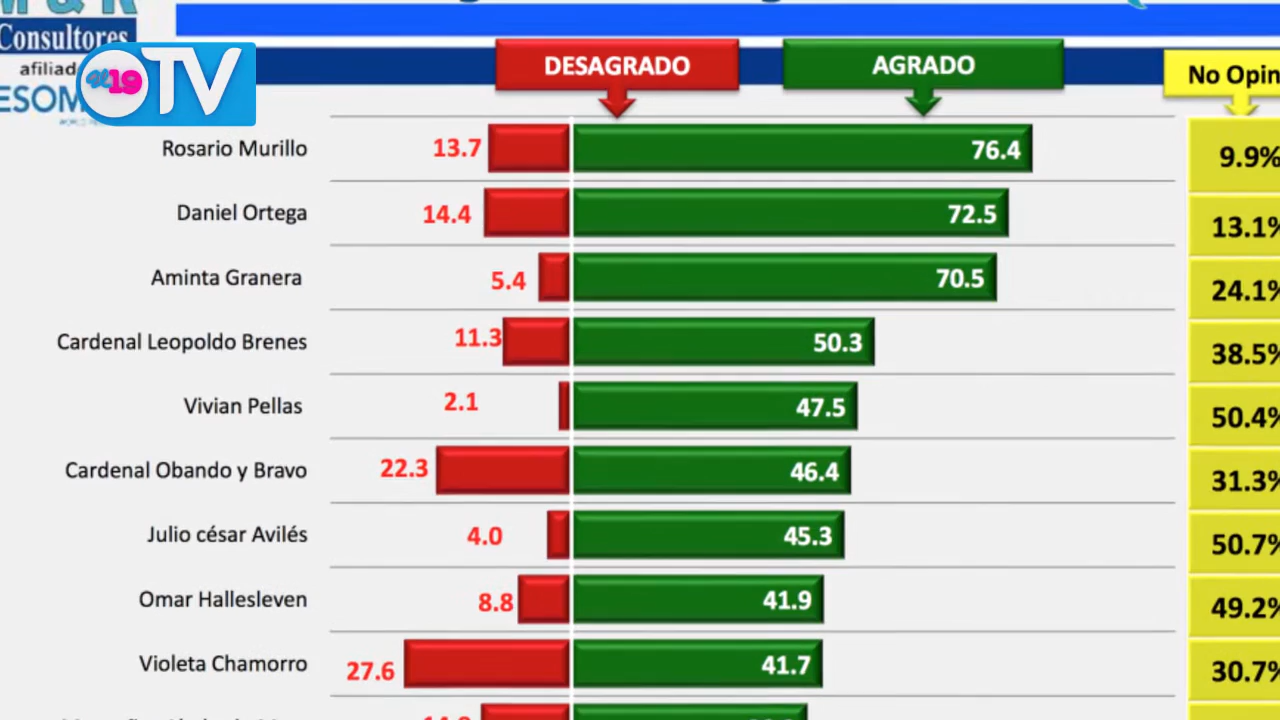 Consultores
el 19 TV
DESAGRADO AGRADO No Opin
Rosario Murillo 13.7 76.4 9.9%
Daniel Ortega 14.4 72.5 13.1%
Aminta Granera 5.4 70.5 24.1%
Cardenal Leopoldo Brenes 11.3 50.3 38.5%
Vivian Pellas 2.1 47.5 50.4%
Cardenal Obando y Bravo 22.3 46.4 31.3%
Julio césar Avilés 4.0 45.3 50.7%
Omar Hallesleven 8.8 41.9 49.2%
Violeta Chamorro 27.6 41.7 30.7%